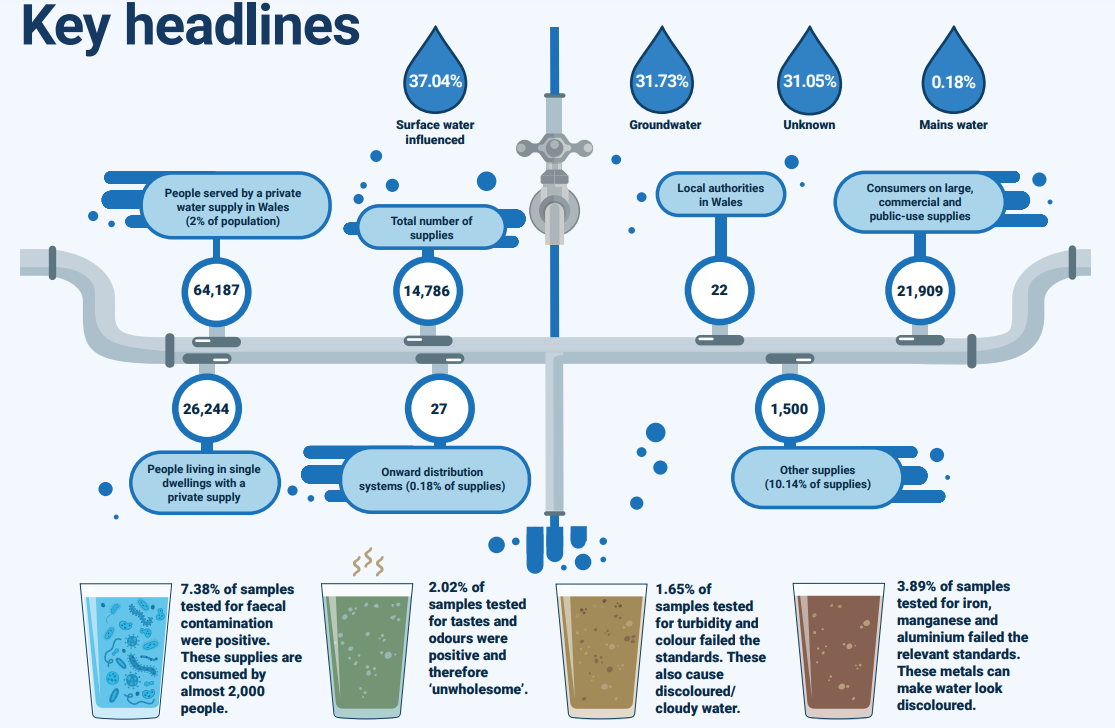 Key headlines
37.04%
Surface water
influenced
31.73%
Groundwater
31.05%
Unknown
0.18%
Mains water
People served by a private
water supply in Wales
(2% of population)
64,187
Total number of
supplies
14,786
Local authorities
in Wales
22
Consumers on large,
commercial and
public-use supplies
21,909
26,244
People living in single
dwellings with a
private supply
27
Onward distribution
systems (0.18% of supplies)
1,500
Other supplies
(10.14% of supplies)
7.38% of samples
tested for faecal
contamination
were positive.
These supplies are
consumed by
almost 2,000
people.
2.02% of
samples tested
for tastes and
odours were
positive and
therefore
‘unwholesome’.
1.65% of
samples tested
for turbidity and
colour failed the
standards. These
also cause
discoloured/
cloudy water.
3.89% of samples
tested for iron,
manganese and
aluminium failed the
relevant standards.
These metals can
make water look
discoloured.